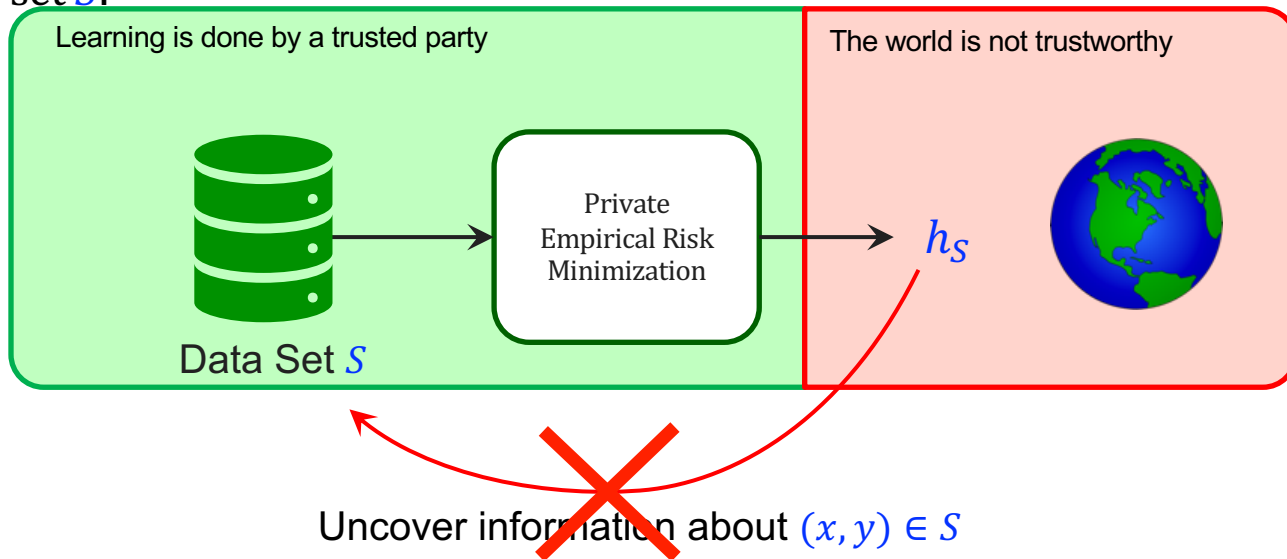 set S.
Learning is done by a trusted party
The world is not trustworthy
Private
Empirical Risk
Minimization
h_S
Data Set S
Uncover information about (x, y) ∈ S